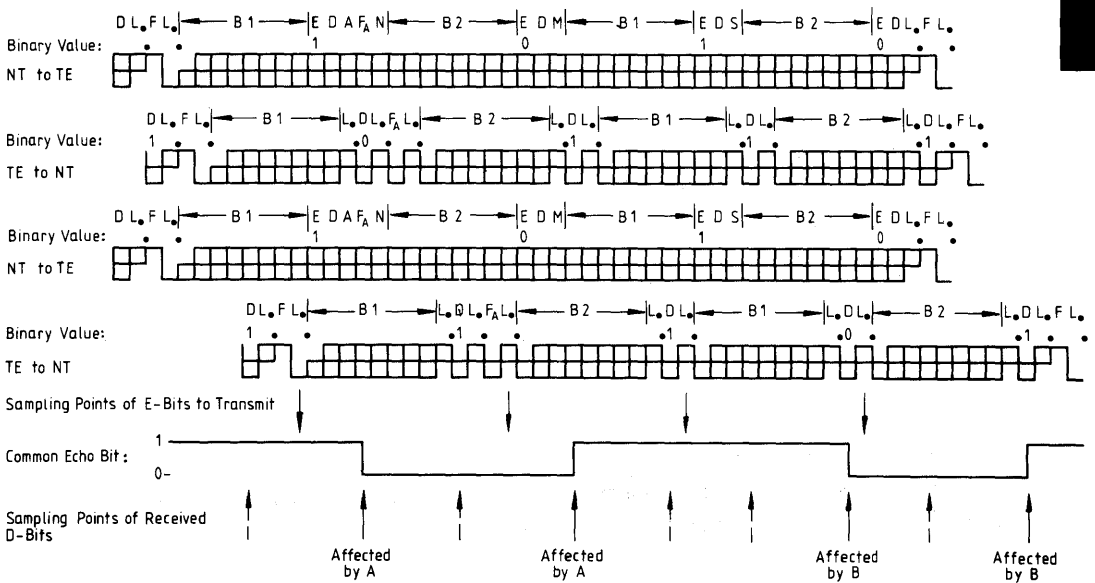 D L. F L. B1 E D A FA N B2 E D M B1 E D S B2 E D L. F L.
Binary Value: 1 0 1 0
NT to TE
D L. F L. B1 L. D L. FA L. B2 L. D L. B1 L. D L. B2 L. D L. F L.
Binary Value: 1 0 1 1 1
TE to NT
D L. F L. B1 E D A FA N B2 E D M B1 E D S B2 E D L. F L.
Binary Value: 1 0 1 0
NT to TE
D L. F L. B1 L. D L. FA L. B2 L. D L. B1 L. D L. B2 L. D L. F L.
Binary Value: 1 1 1 0 1
TE to NT
Sampling Points of E-Bits to Transmit
1
Common Echo Bit:
0
Sampling Points of Received
D-Bits
Affected
by A
Affected
by A
Affected
by B
Affected
by B